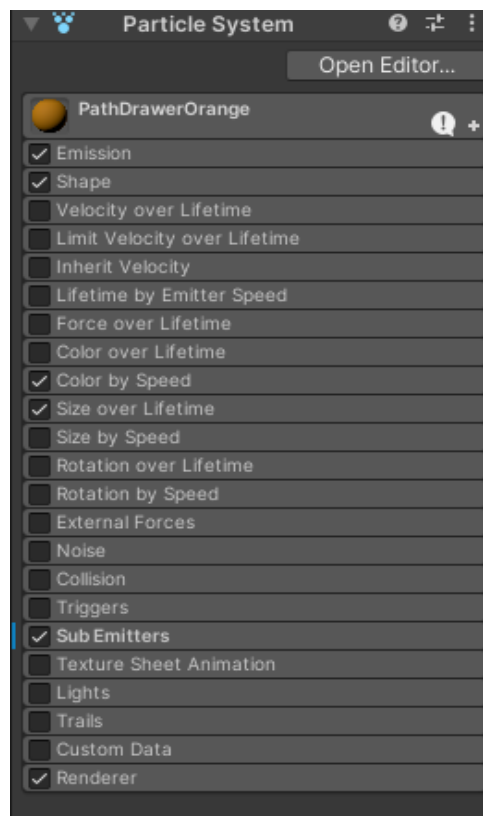 Particle System
Open Editor...
PathDrawerOrange
Emission
Shape
Velocity over Lifetime
Limit Velocity over Lifetime
Inherit Velocity
Lifetime by Emitter Speed
Force over Lifetime
Color over Lifetime
Color by Speed
Size over Lifetime
Size by Speed
Rotation over Lifetime
Rotation by Speed
External Forces
Noise
Collision
Triggers
Sub Emitters
Texture Sheet Animation
Lights
Trails
Custom Data
Renderer